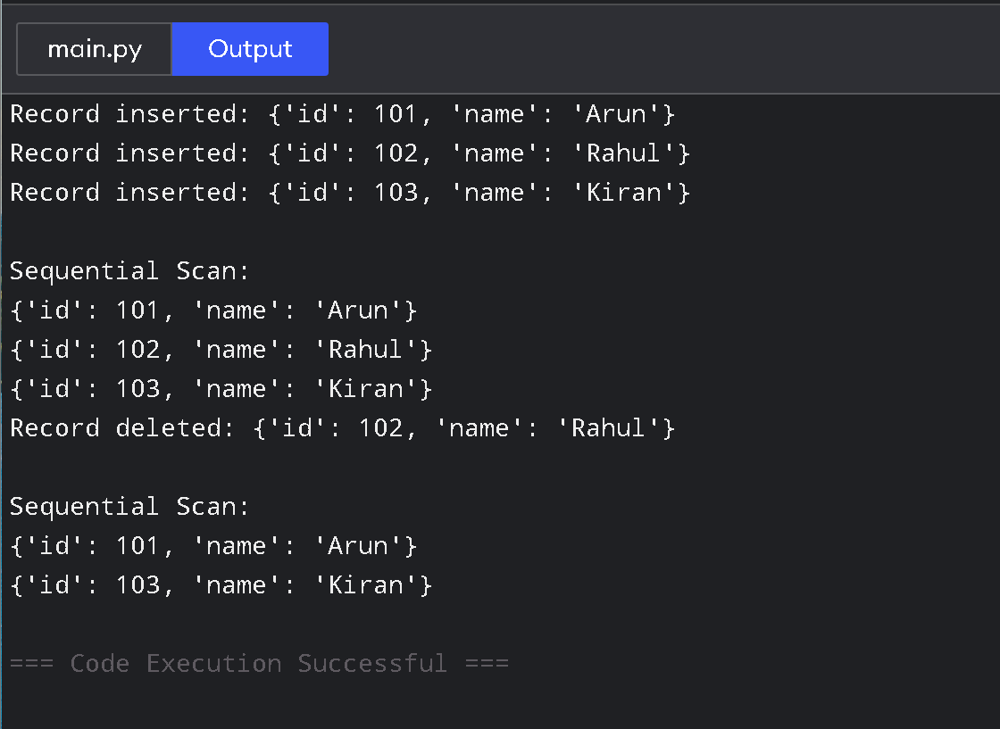 main.py Output
Record inserted: {'id': 101, 'name': 'Arun'}
Record inserted: {'id': 102, 'name': 'Rahul'}
Record inserted: {'id': 103, 'name': 'Kiran'}
Sequential Scan:
{'id': 101, 'name': 'Arun'}
{'id': 102, 'name': 'Rahul'}
{'id': 103, 'name': 'Kiran'}
Record deleted: {'id': 102, 'name': 'Rahul'}
Sequential Scan:
{'id': 101, 'name': 'Arun'}
{'id': 103, 'name': 'Kiran'}
=== Code Execution Successful ===